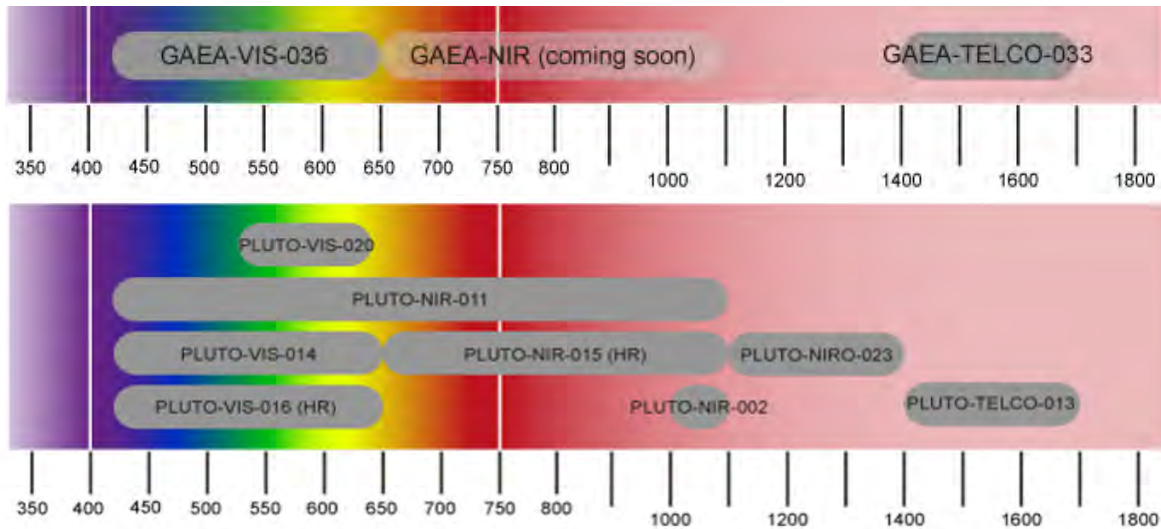 GAEA-VIS-036 GAEA-NIR (coming soon) GAEA-TELCO-033
350 400 450 500 550 600 650 700 750 800 1000 1200 1400 1600 1800
PLUTO-VIS-020
PLUTO-NIR-011
PLUTO-VIS-014 PLUTO-NIR-015 (HR) PLUTO-NIRO-023
PLUTO-VIS-016 (HR) PLUTO-NIR-002 PLUTO-TELCO-013
350 400 450 500 550 600 650 700 750 800 1000 1200 1400 1600 1800